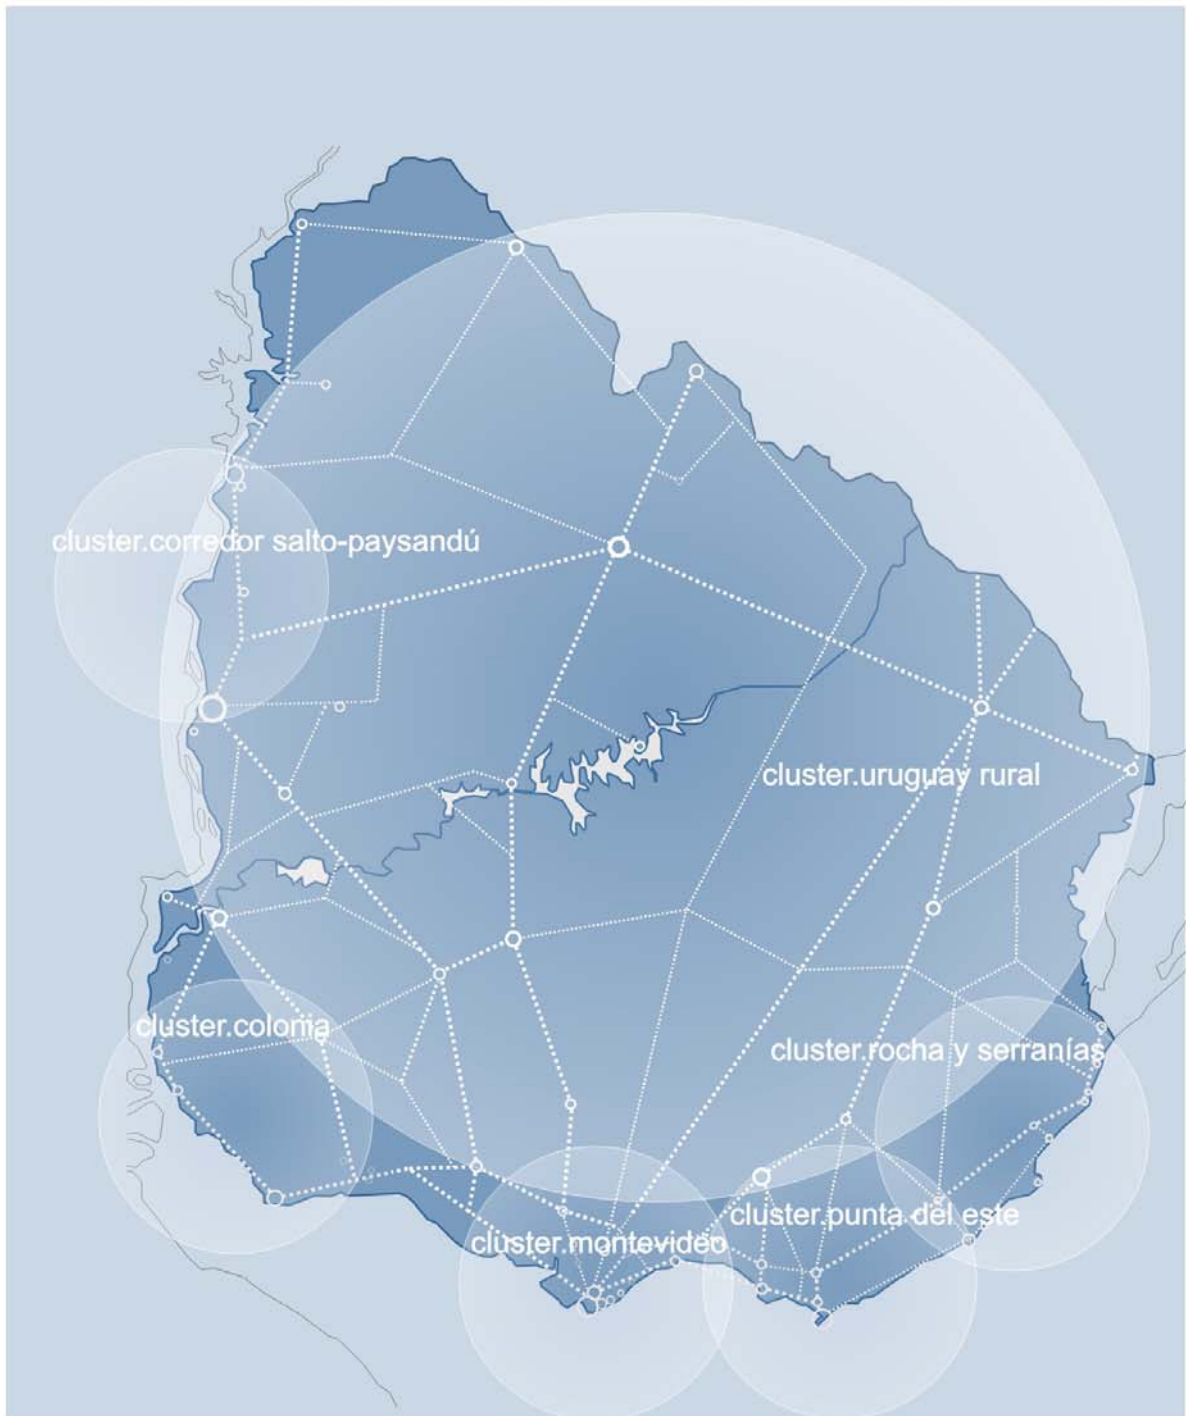 cluster.corredor salto-paysandú
cluster.uruguay rural
cluster.colonia
cluster.rocha y serranías
cluster.punta del este
cluster.montevideo